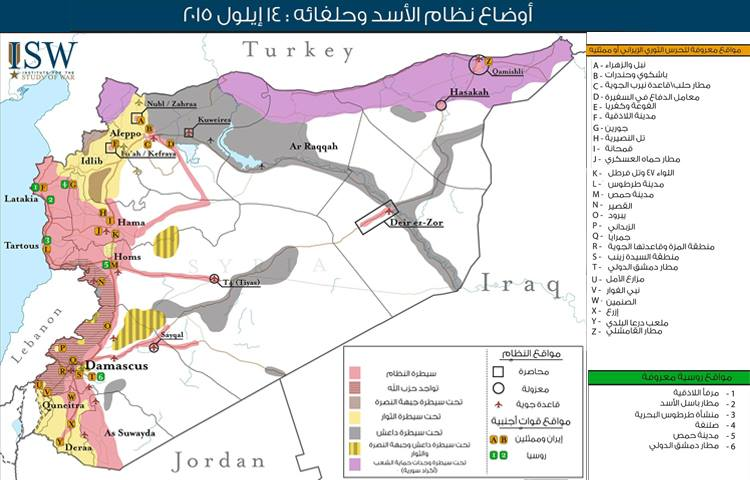 أوضاع نظام الأسد وحلفائه : ١٤ إيلول ٢٠١٥
ISW
INSTITUTE FOR THE
STUDY OF WAR
Turkey
Qamishli
Hasakah
Nubl / Zahraa
Aleppo
Kuweires
Fu'ah / Kefraya
Idlib
Ar Raqqah
Latakia
Hama
Deir ez-Zor
Tartous
Homs
SYRIA
T4 (Tiyas)
Iraq
Lebanon
Sayqal
Damascus
Quneitra
As Suwayda
Deraa
Jordan
سيطرة النظام
تواجد حزب الله
تحت سيطرة جبهة النصرة
تحت سيطرة الثوار
تحت سيطرة داعش
تحت سيطرة داعش وجبهة النصرة
والثوار
تحت سيطرة وحدات حماية الشعب
(أكراد سورية)
مواقع النظام
محاصرة
معزولة
قاعدة جوية
مواقع قوات أجنبية
A B إيران وممثلين
1 2 روسيا
مواقع معروفة للحرس الثوري الإيراني أو ممثليه
A - نبل والزهراء
B - باشكوي وحندرات
C - مطار حلب\قاعدة نيرب الجوية
D - معامل الدفاع في السفيرة
E - الفوعة وكفريا
F - مدينة اللاذقية
G - جورين
H - تل النصيرية
I - قمحانة
J - مطار حماه العسكري
K - اللواء ٤٧ وتل قرطل
L - مدينة طرطوس
M - مدينة حمص
N - القصير
O - يبرود
P - الزبداني
Q - جمرايا
R - منطقة المزة وقاعدتها الجوية
S - منطقة السيدة زينب
T - مطار دمشق الدولي
U - مزارع الأمل
V - نبي الفوار
W - الصنمين
X - إزرع
Y - ملعب درعا البلدي
Z - مطار القامشلي
مواقع روسية معروفة
1 - مرفأ اللاذقية
2 - مطار باسل الأسد
3 - منشأة طرطوس البحرية
4 - صلنفة
5 - مدينة حمص
6 - مطار دمشق الدولي